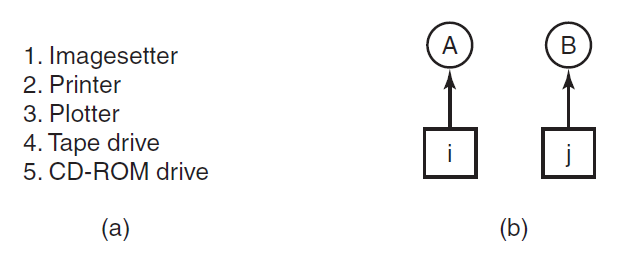 1. Imagesetter
2. Printer
3. Plotter
4. Tape drive
5. CD-ROM drive
(a)
A B
i j
(b)